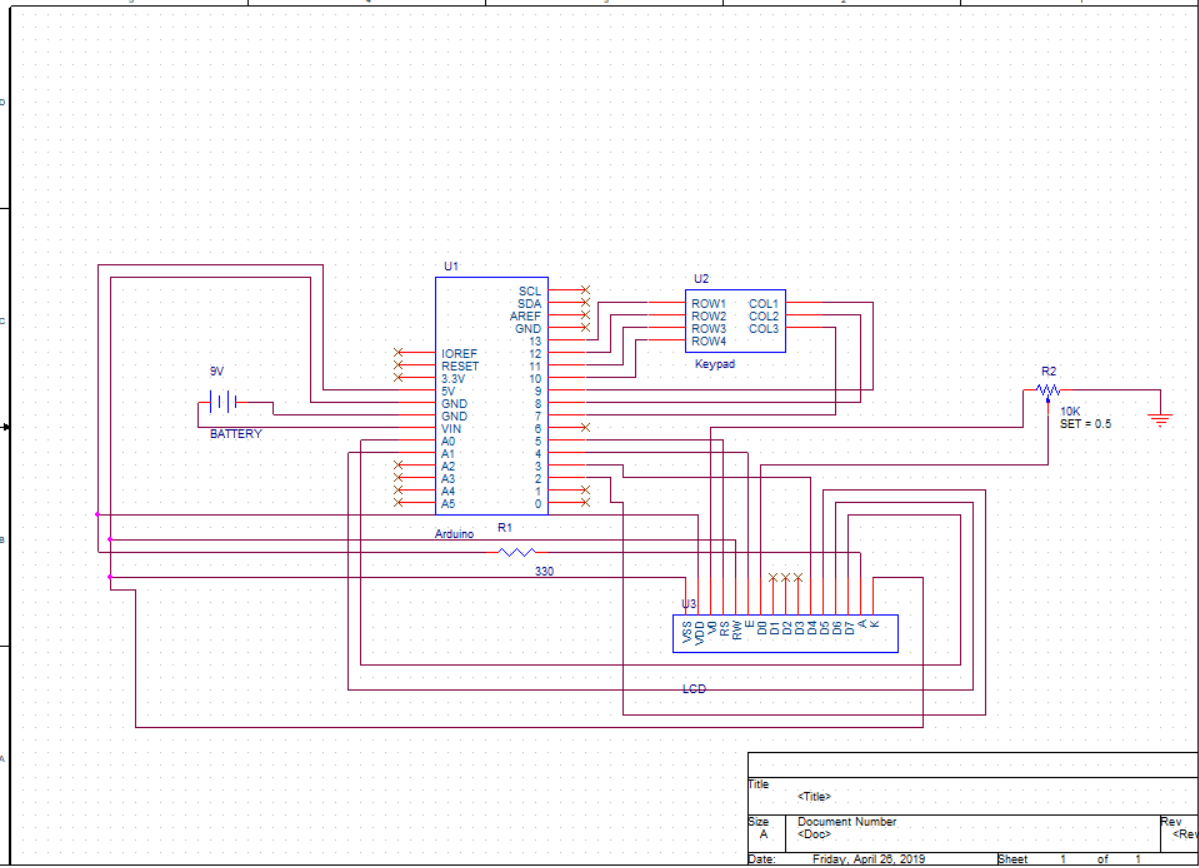 U1
SCL
SDA
AREF
GND
13
12
11
10
9
8
7
6
5
4
3
2
1
0
IOREF
RESET
3.3V
5V
GND
GND
VIN
A0
A1
A2
A3
A4
A5
Arduino
U2
ROW1 COL1
ROW2 COL2
ROW3 COL3
ROW4
Keypad
9V
BATTERY
R2
10K
SET = 0.5
R1
330
U3
VSS
VDD
V0
RS
RW
E
D0
D1
D2
D3
D4
D5
D6
D7
A
K
LCD
D
C
B
A
Title
<Title>
Size Document Number Rev
A <Doc> <Rev
Date: Friday, April 26, 2019 Sheet 1 of 1